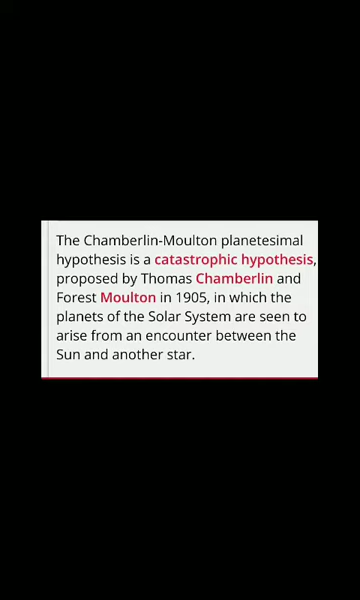 The Chamberlin-Moulton planetesimal
hypothesis is a catastrophic hypothesis,
proposed by Thomas Chamberlin and
Forest Moulton in 1905, in which the
planets of the Solar System are seen to
arise from an encounter between the
Sun and another star.